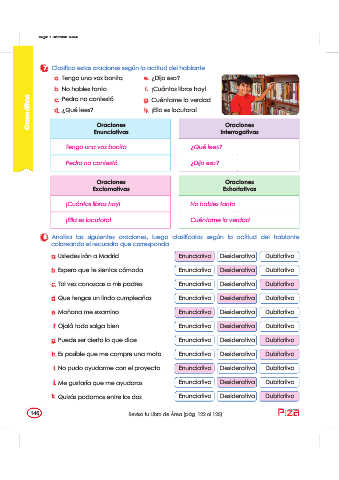 7 Clasifica estas oraciones según la actitud del hablante
a. Tengo una voz bonita e. ¿Dijo eso?
b. No hables tanto f. ¡Cuántos libros hay!
c. Pedro no contestó g. Cuéntame la verdad
d. ¿Qué lees? h. ¡Ella es locutora!
Oraciones Enunciativas
Oraciones Interrogativas
Tengo una voz bonita ¿Qué lees?
Pedro no contestó ¿Dijo eso?
Oraciones Exclamativas
Oraciones Exhortativas
¡Cuántos libros hay! No hables tanto
¡Ella es locutora! Cuéntame la verdad
8 Analiza las siguientes oraciones, luego clasifícalas según la actitud del hablante
coloreando el recuadro que corresponda
a. Ustedes irán a Madrid Enunciativa Desiderativa Dubitativa
b. Espero que te sientas cómoda Enunciativa Desiderativa Dubitativa
c. Tal vez conozcas a mis padres Enunciativa Desiderativa Dubitativa
d. Que tengas un lindo cumpleaños Enunciativa Desiderativa Dubitativa
e. Mañana me examino Enunciativa Desiderativa Dubitativa
f. Ojalá todo salga bien Enunciativa Desiderativa Dubitativa
g. Puede ser cierto lo que dice Enunciativa Desiderativa Dubitativa
h. Es posible que me compre una moto Enunciativa Desiderativa Dubitativa
i. No pudo ayudarme con el proyecto Enunciativa Desiderativa Dubitativa
j. Me gustaría que me ayudaras Enunciativa Desiderativa Dubitativa
k. Quizás podamos entre los dos Enunciativa Desiderativa Dubitativa
146 Revisa tu Libro de Área (pág. 132 al 135)